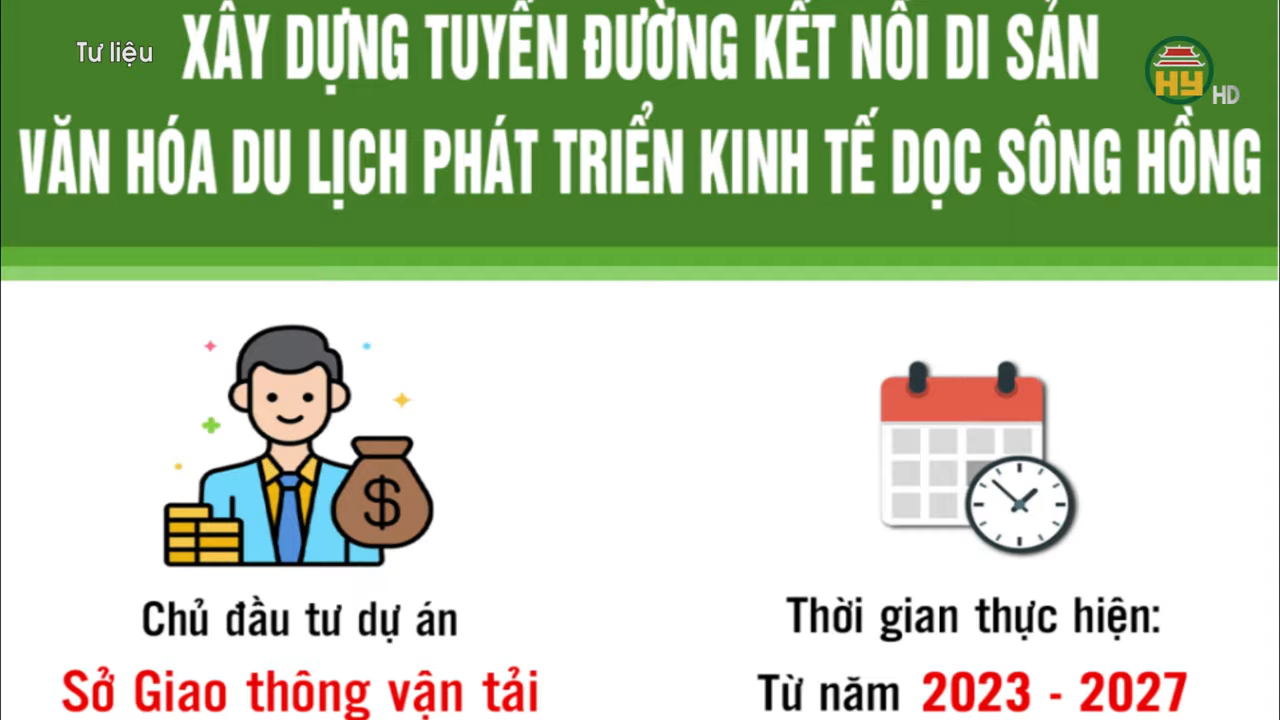 Tư liệu
XÂY DỰNG TUYẾN ĐƯỜNG KẾT NỐI DI SẢN
HY HD
VĂN HÓA DU LỊCH PHÁT TRIỂN KINH TẾ DỌC SÔNG HỒNG
$
Chủ đầu tư dự án
Sở Giao thông vận tải
Thời gian thực hiện:
Từ năm 2023 - 2027